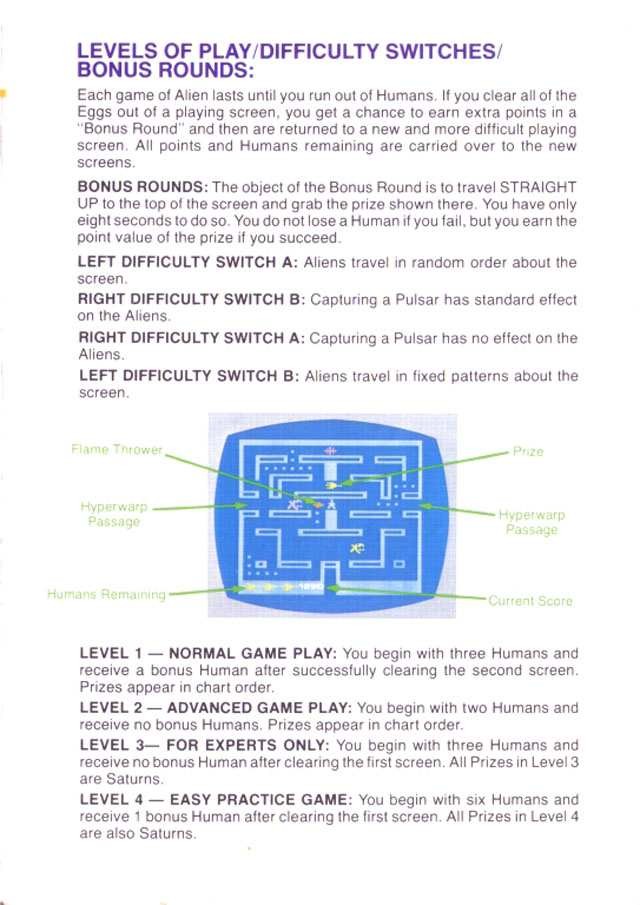 LEVELS OF PLAY/DIFFICULTY SWITCHES/
BONUS ROUNDS:
Each game of Alien lasts until you run out of Humans. If you clear all of the
Eggs out of a playing screen, you get a chance to earn extra points in a
"Bonus Round" and then are returned to a new and more difficult playing
screen. All points and Humans remaining are carried over to the new
screens.
BONUS ROUNDS: The object of the Bonus Round is to travel STRAIGHT
UP to the top of the screen and grab the prize shown there. You have only
eight seconds to do so. You do not lose a Human if you fail, but you earn the
point value of the prize if you succeed.
LEFT DIFFICULTY SWITCH A: Aliens travel in random order about the
screen.
RIGHT DIFFICULTY SWITCH B: Capturing a Pulsar has standard effect
on the Aliens.
RIGHT DIFFICULTY SWITCH A: Capturing a Pulsar has no effect on the
Aliens.
LEFT DIFFICULTY SWITCH B: Aliens travel in fixed patterns about the
screen.
Flame Thrower
Prize
Hyperwarp
Passage
Hyperwarp
Passage
Humans Remaining
Current Score
LEVEL 1 — NORMAL GAME PLAY: You begin with three Humans and
receive a bonus Human after successfully clearing the second screen.
Prizes appear in chart order.
LEVEL 2 — ADVANCED GAME PLAY: You begin with two Humans and
receive no bonus Humans. Prizes appear in chart order.
LEVEL 3— FOR EXPERTS ONLY: You begin with three Humans and
receive no bonus Human after clearing the first screen. All Prizes in Level 3
are Saturns.
LEVEL 4 — EASY PRACTICE GAME: You begin with six Humans and
receive 1 bonus Human after clearing the first screen. All Prizes in Level 4
are also Saturns.